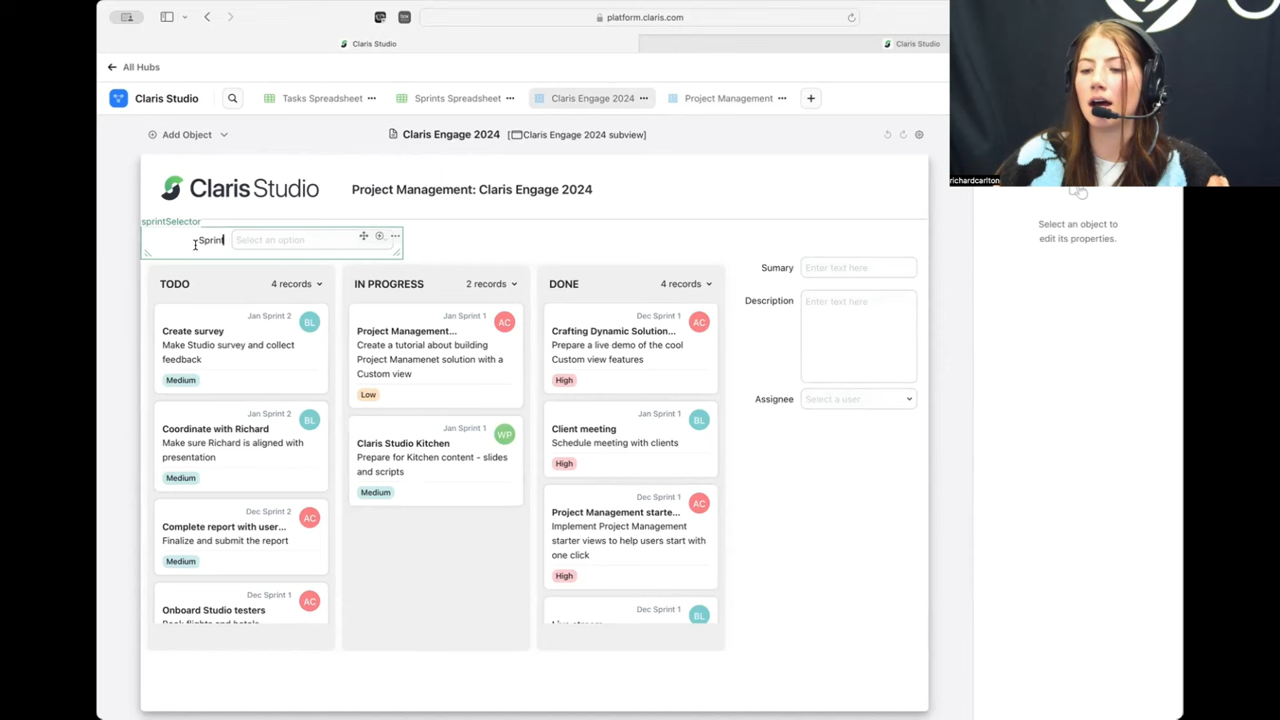 platform.claris.com
Claris Studio
Claris Studio
All Hubs
Claris Studio
Tasks Spreadsheet
Sprints Spreadsheet
Claris Engage 2024
Project Management
Add Object
Claris Engage 2024 [Claris Engage 2024 subview]
richardcarlton
Select an object to
edit its properties.
Claris Studio
Project Management: Claris Engage 2024
sprintSelector
Sprint
Select an option
TODO
4 records
Jan Sprint 2
BL
Create survey
Make Studio survey and collect
feedback
Medium
Jan Sprint 2
BL
Coordinate with Richard
Make sure Richard is aligned with
presentation
Medium
Dec Sprint 2
AC
Complete report with user...
Finalize and submit the report
Medium
Dec Sprint 1
AC
Onboard Studio testers
IN PROGRESS
2 records
Jan Sprint 1
AC
Project Management...
Create a tutorial about building
Project Manamenet solution with a
Custom view
Low
Jan Sprint 1
WP
Claris Studio Kitchen
Prepare for Kitchen content - slides
and scripts
Medium
DONE
4 records
Dec Sprint 1
AC
Crafting Dynamic Solution...
Prepare a live demo of the cool
Custom view features
High
Jan Sprint 1
BL
Client meeting
Schedule meeting with clients
High
Dec Sprint 1
AC
Project Management starte...
Implement Project Management
starter views to help users start with
one click
High
Dec Sprint 1
BL
Sumary
Enter text here
Description
Enter text here
Assignee
Select a user